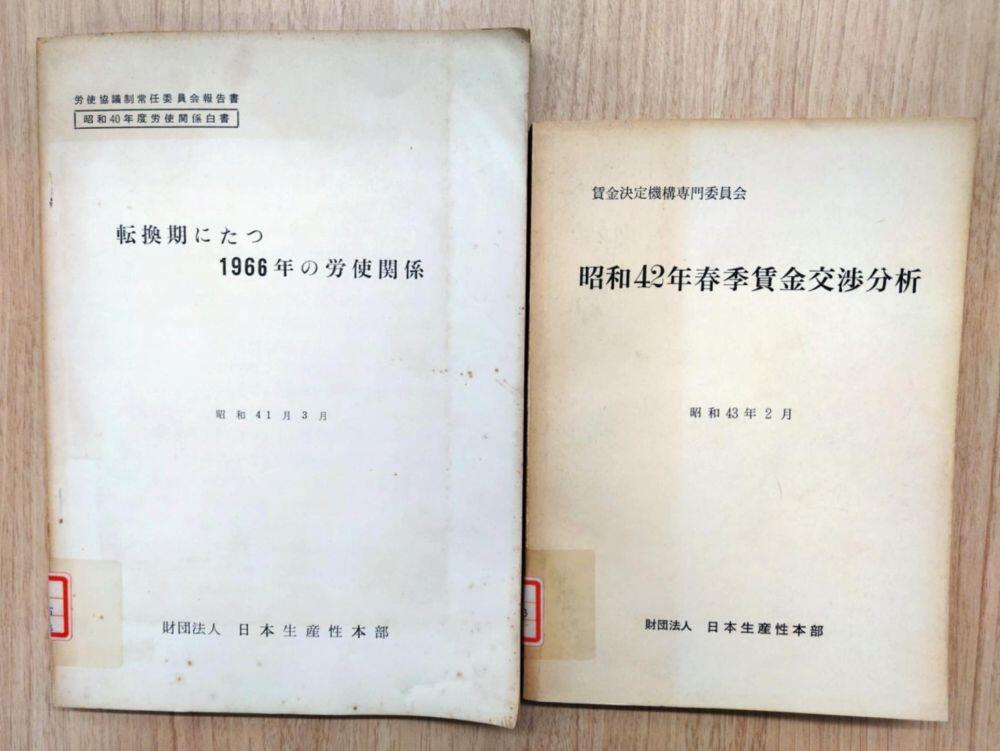 労使協議制常任委員会報告書
昭和40年度労使関係白書
転換期にたつ
1966年の労使関係
昭和41月3月
財団法人 日本生産性本部
賃金決定機構専門委員会
昭和42年春季賃金交渉分析
昭和43年2月
財団法人 日本生産性本部